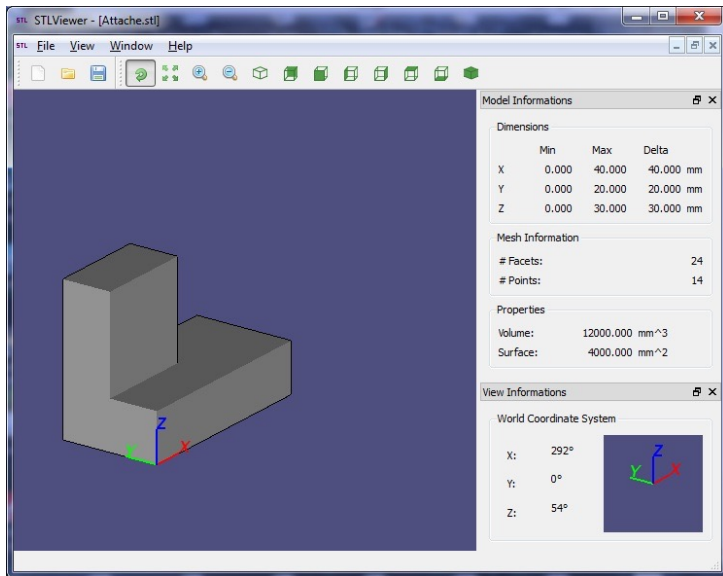 STL STLViewer - [Attache.stl]
STL File View Window Help
Model Informations
Dimensions
Min Max Delta
X 0.000 40.000 40.000 mm
Y 0.000 20.000 20.000 mm
Z 0.000 30.000 30.000 mm
Mesh Information
# Facets: 24
# Points: 14
Properties
Volume: 12000.000 mm^3
Surface: 4000.000 mm^2
View Informations
World Coordinate System
X: 292°
Y: 0°
Z: 54°
Z
Y X
Z
Y X